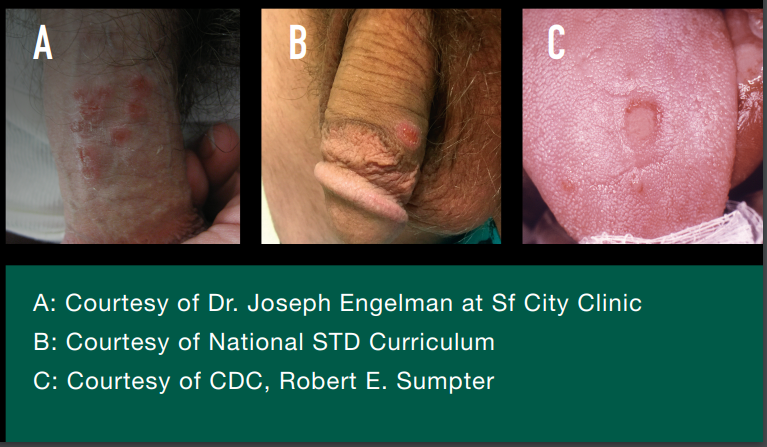 A
B
C
A: Courtesy of Dr. Joseph Engelman at Sf City Clinic
B: Courtesy of National STD Curriculum
C: Courtesy of CDC, Robert E. Sumpter